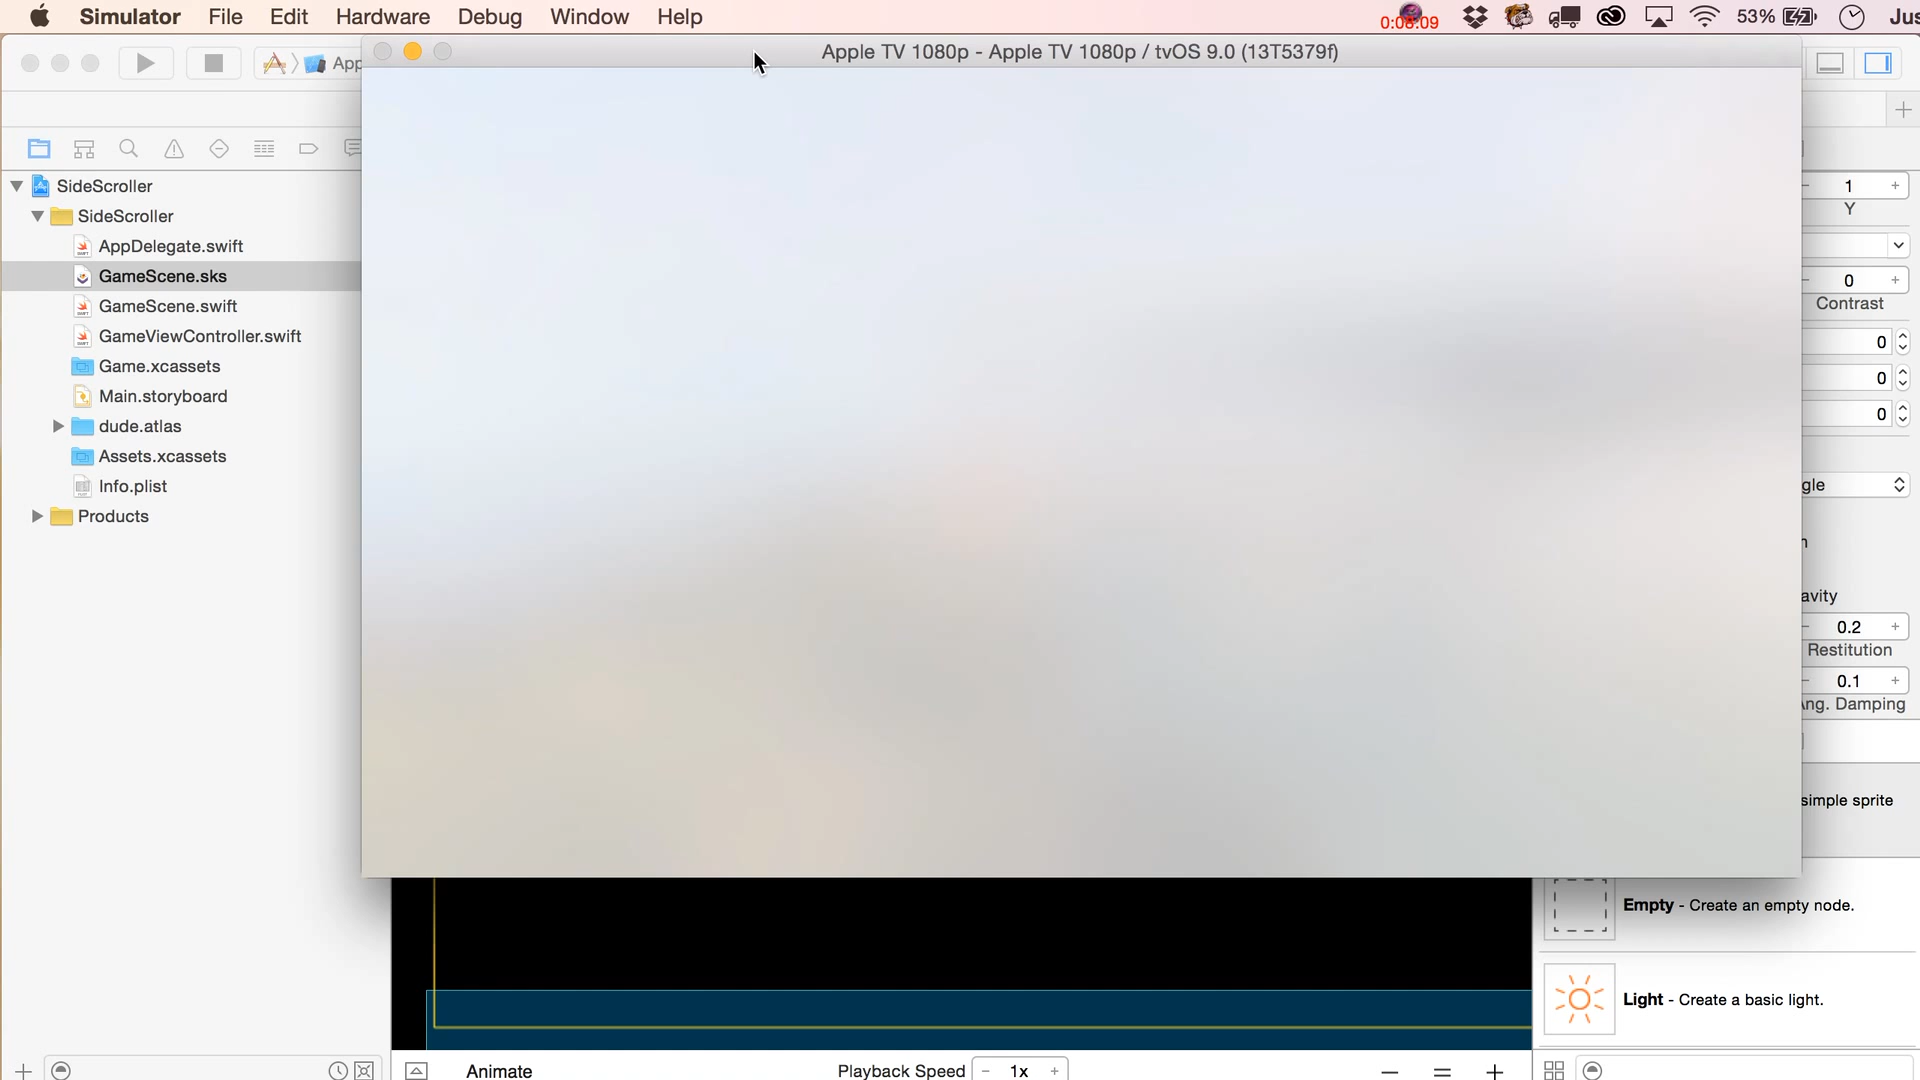 Simulator File Edit Hardware Debug Window Help 0:08:09 53% Jus
Apple TV 1080p - Apple TV 1080p / tvOS 9.0 (13T5379f)
App
SideScroller
SideScroller
AppDelegate.swift
GameScene.sks
GameScene.swift
GameViewController.swift
Game.xcassets
Main.storyboard
dude.atlas
Assets.xcassets
Info.plist
Products
1
Y
0
Contrast
0
0
0
gle
n
avity
0.2
Restitution
0.1
Ang. Damping
simple sprite
Empty - Create an empty node.
Light - Create a basic light.
Animate
Playback Speed
1x